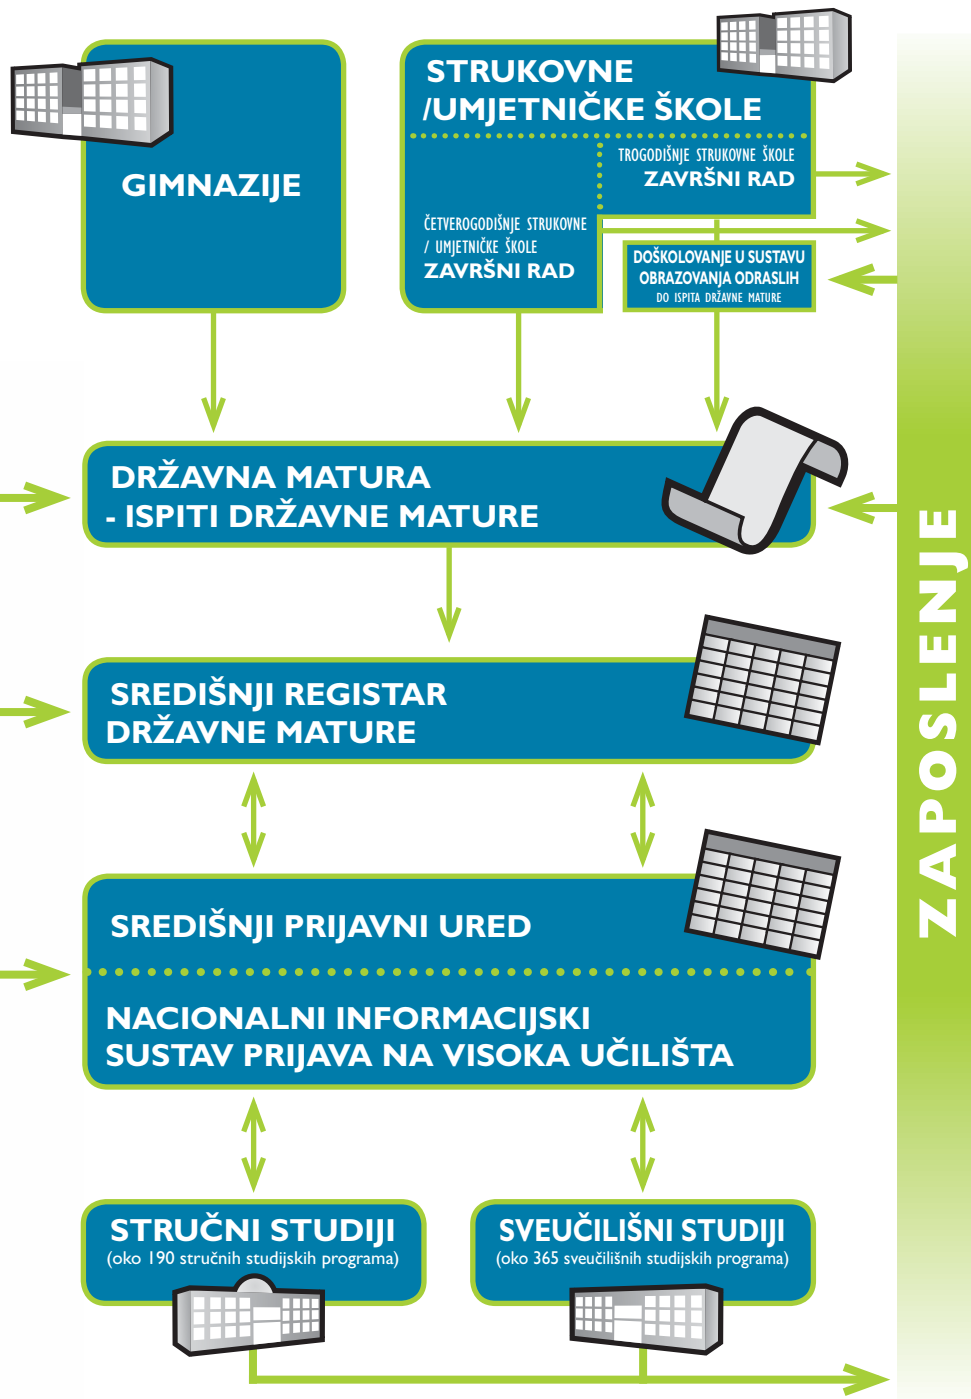 GIMNAZIJE
STRUKOVNE
/UMJETNIČKE ŠKOLE
TROGODIŠNJE STRUKOVNE ŠKOLE
ZAVRŠNI RAD
ČETVEROGODIŠNJE STRUKOVNE
/ UMJETNIČKE ŠKOLE
ZAVRŠNI RAD
DOŠKOLOVANJE U SUSTAVU
OBRAZOVANJA ODRASLIH
DO ISPITA DRŽAVNE MATURE
DRŽAVNA MATURA
- ISPITI DRŽAVNE MATURE
SREDIŠNJI REGISTAR
DRŽAVNE MATURE
SREDIŠNJI PRIJAVNI URED
NACIONALNI INFORMACIJSKI
SUSTAV PRIJAVA NA VISOKA UČILIŠTA
STRUČNI STUDIJI
(oko 190 stručnih studijskih programa)
SVEUČILIŠNI STUDIJI
(oko 365 sveučilišnih studijskih programa)
ZAPOSLENJE